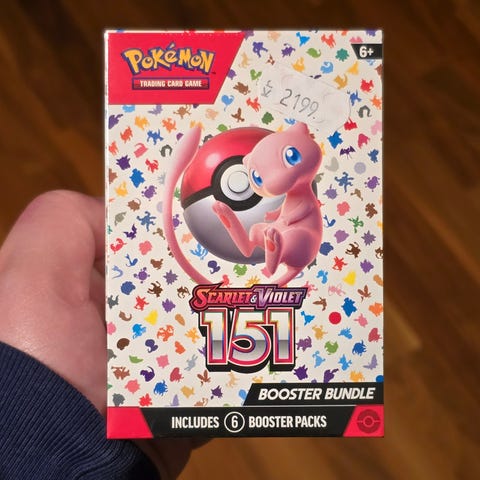 POKéMON
TRADING CARD GAME
6+
2199
SCARLET & VIOLET
151
BOOSTER BUNDLE
INCLUDES 6 BOOSTER PACKS